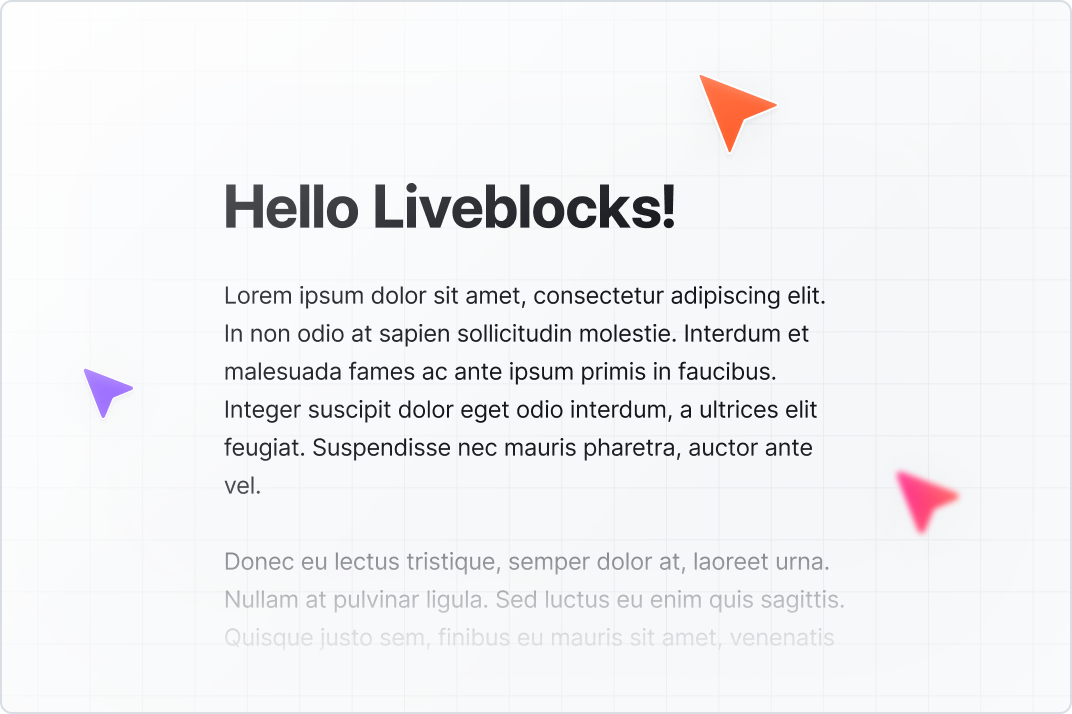 Hello Liveblocks!
Lorem ipsum dolor sit amet, consectetur adipiscing elit.
In non odio at sapien sollicitudin molestie. Interdum et
malesuada fames ac ante ipsum primis in faucibus.
Integer suscipit dolor eget odio interdum, a ultrices elit
feugiat. Suspendisse nec mauris pharetra, auctor ante
vel.
Donec eu lectus tristique, semper dolor at, laoreet urna.
Nullam at pulvinar ligula. Sed luctus eu enim quis sagittis.
Quisque justo sem, finibus eu mauris sit amet, venenatis